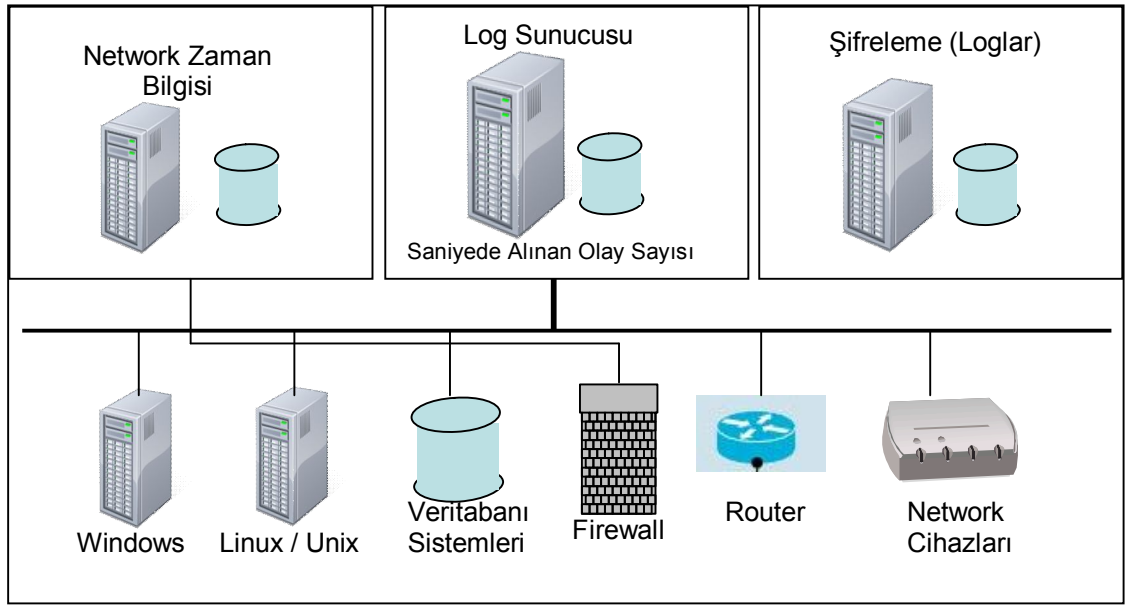 Network Zaman
Bilgisi
Log Sunucusu
Saniyede Alınan Olay Sayısı
Şifreleme (Loglar)
Windows
Linux / Unix
Veritabanı
Sistemleri
Firewall
Router
Network
Cihazları